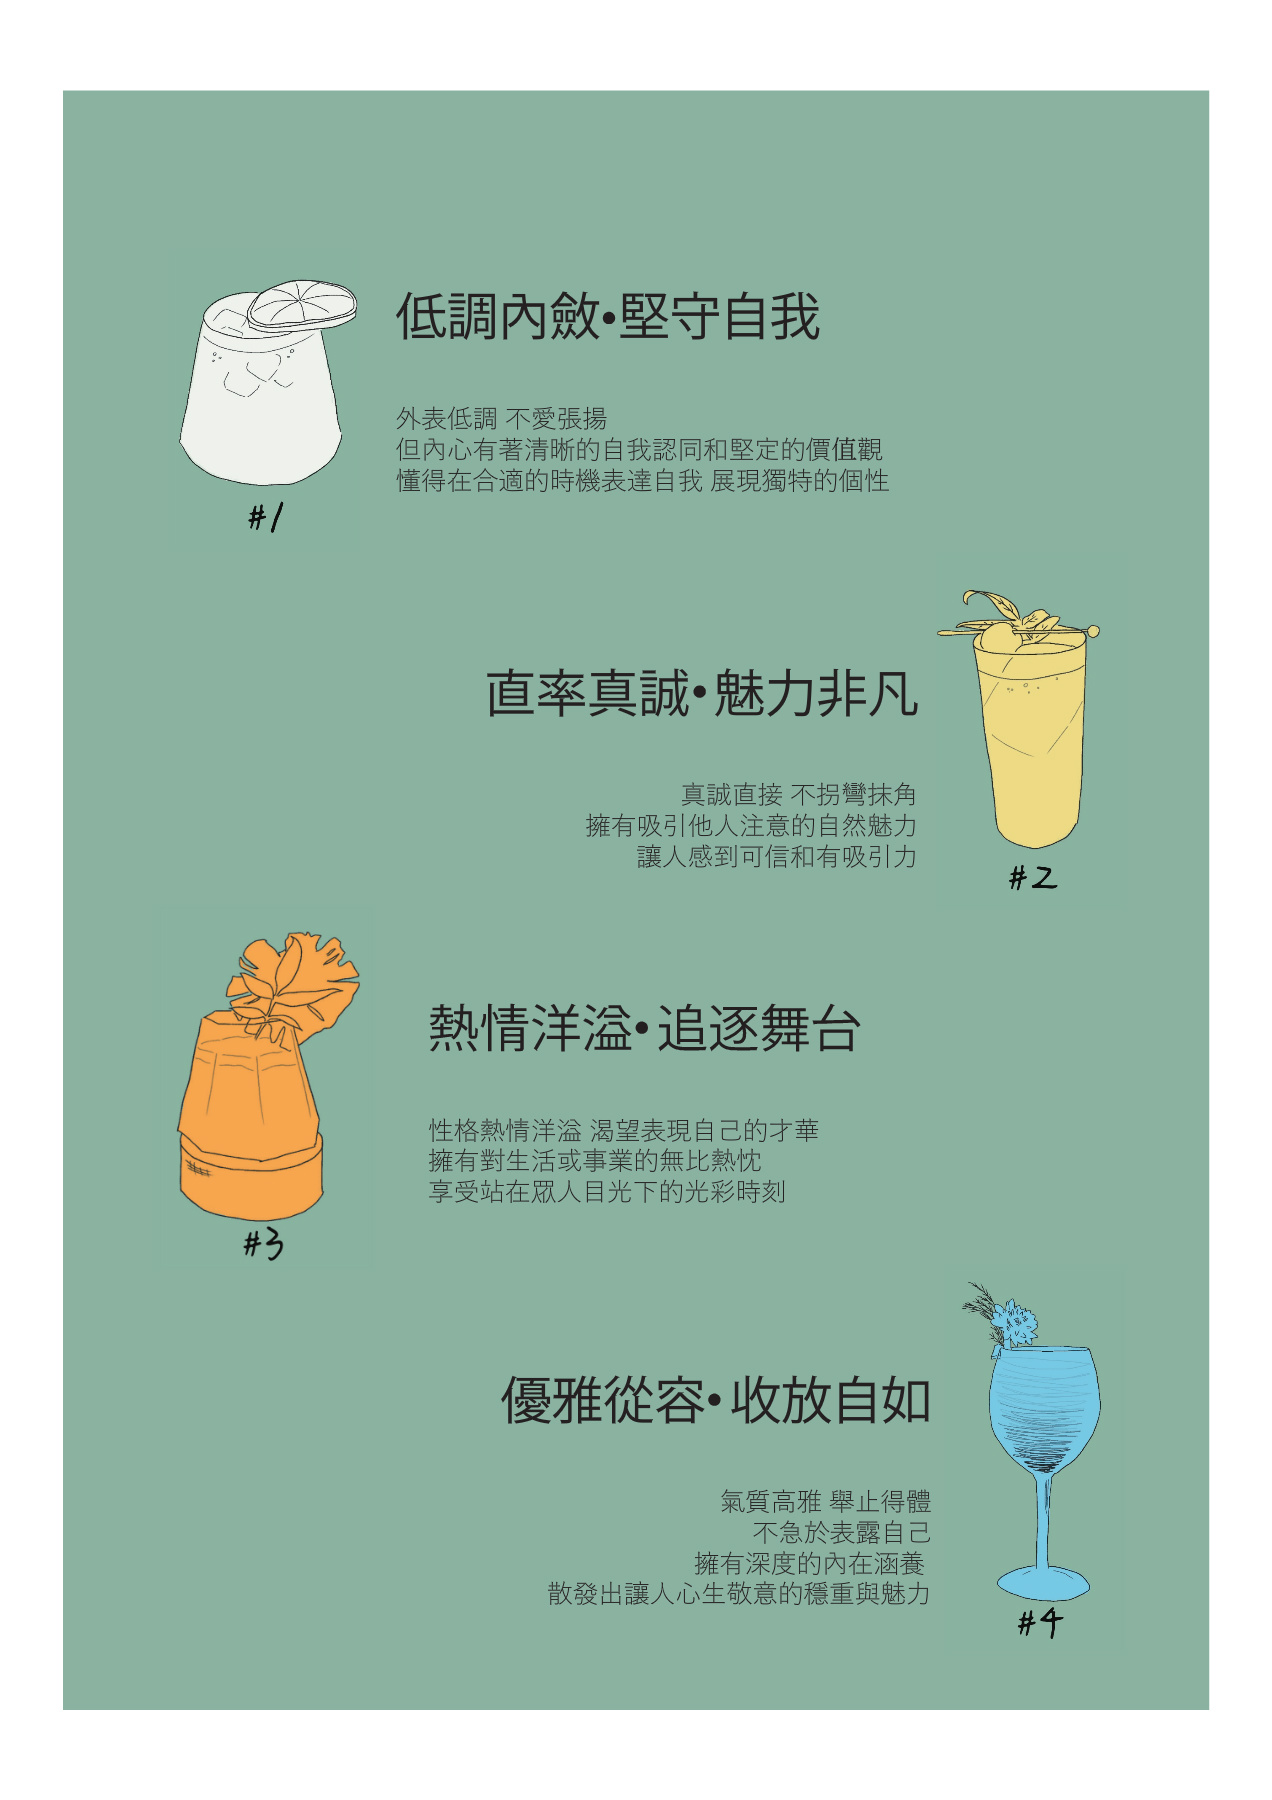 低調內斂•堅守自我
外表低調 不愛張揚
但內心有著清晰的自我認同和堅定的價值觀
懂得在合適的時機表達自我 展現獨特的個性
#1
直率真誠•魅力非凡
真誠直接 不拐彎抹角
擁有吸引他人注意的自然魅力
讓人感到可信和有吸引力
#2
熱情洋溢•追逐舞台
性格熱情洋溢 渴望表現自己的才華
擁有對生活或事業的無比熱忱
享受站在眾人目光下的光彩時刻
#3
優雅從容•收放自如
氣質高雅 舉止得體
不急於表露自己
擁有深度的內在涵養
散發出讓人心生敬意的穩重與魅力
#4